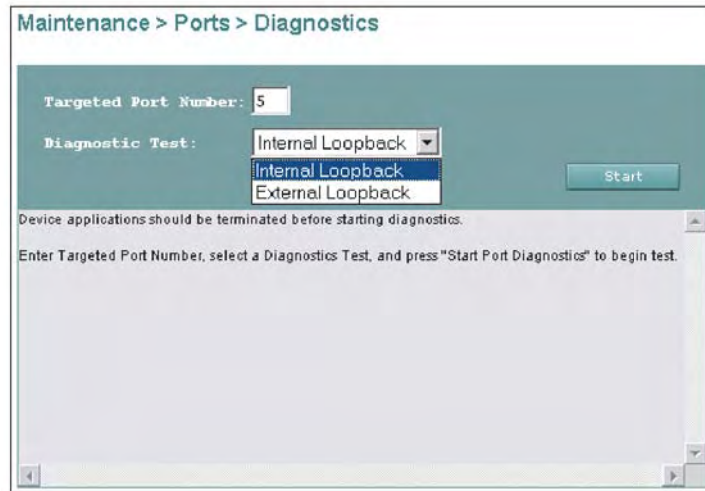 Maintenance > Ports > Diagnostics
Targeted Port Number: 5
Diagnostic Test: Internal Loopback
Internal Loopback
External Loopback
Start
Device applications should be terminated before starting diagnostics.
Enter Targeted Port Number, select a Diagnostics Test, and press "Start Port Diagnostics" to begin test.